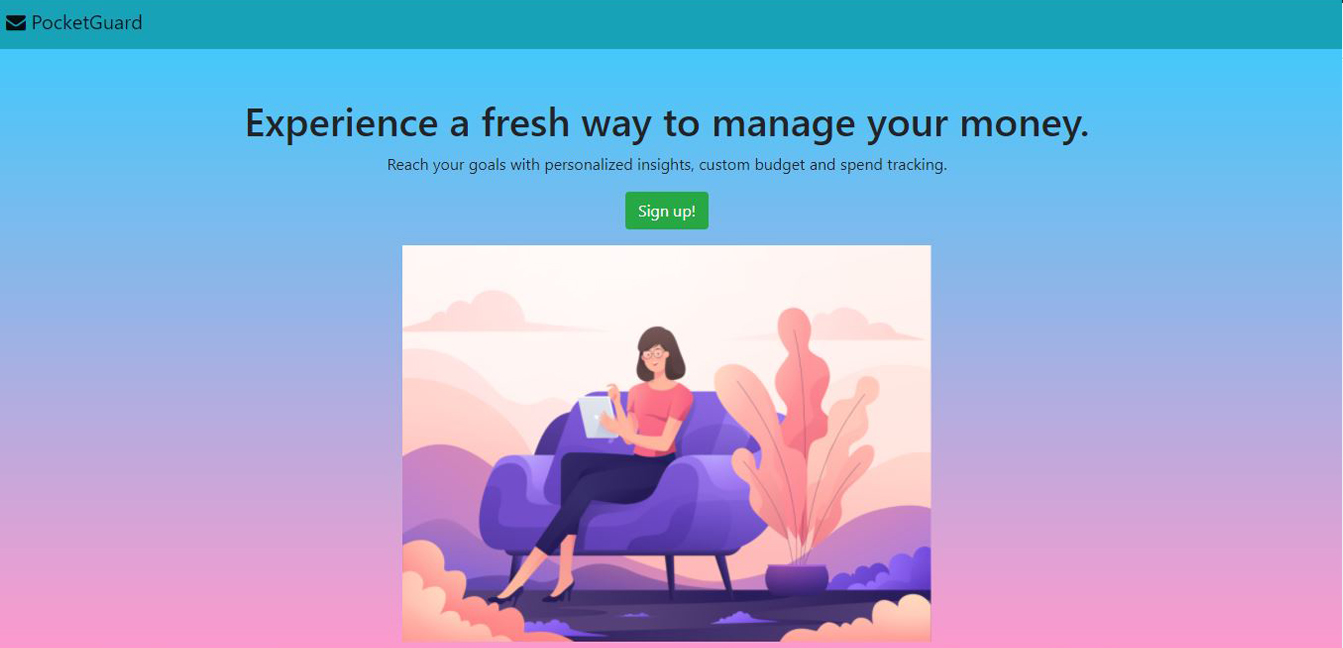 PocketGuard
Experience a fresh way to manage your money.
Reach your goals with personalized insights, custom budget and spend tracking.
Sign up!